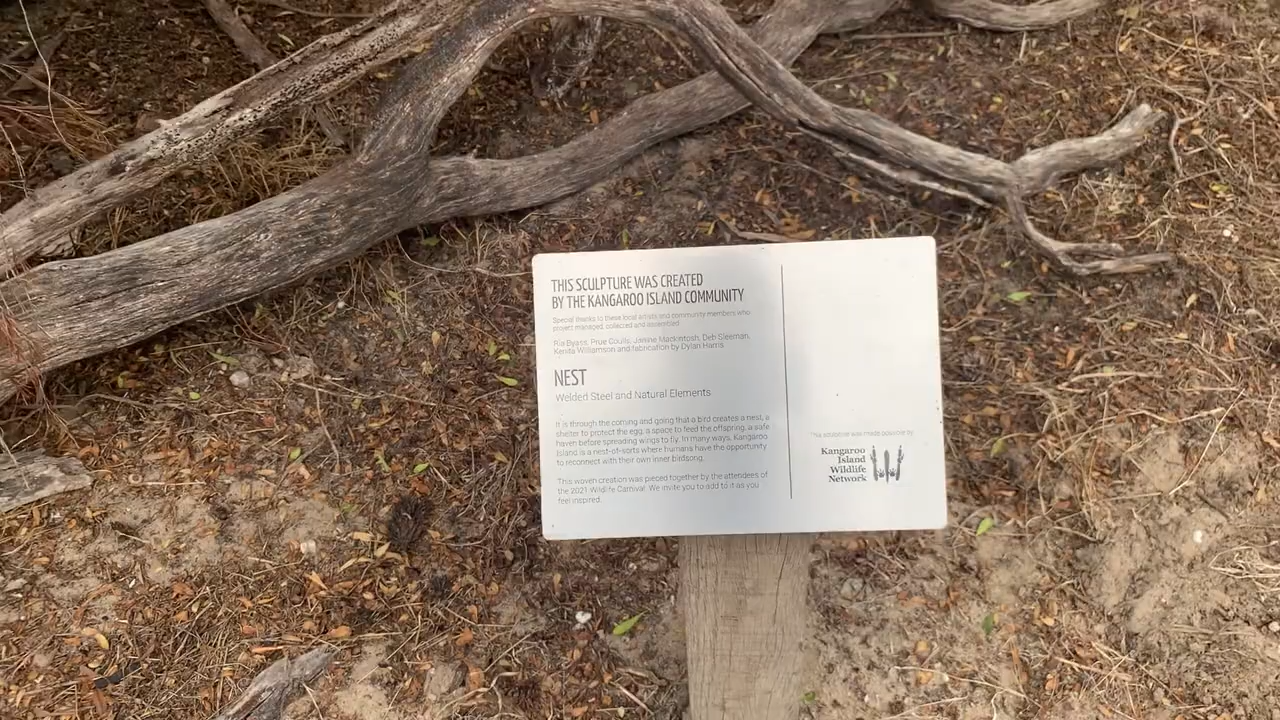 THIS SCULPTURE WAS CREATED
BY THE KANGAROO ISLAND COMMUNITY
Special thanks to these local artists and community members who
project managed, collected and assembled.
Ria Byass, Prue Coulls, Janine Mackintosh, Deb Sleeman,
Kenita Williamson and fabrication by Dylan Harris.
NEST
Welded Steel and Natural Elements
It is through the coming and going that a bird creates a nest, a
shelter to protect the egg, a space to feed the offspring, a safe
haven before spreading wings to fly. In many ways, Kangaroo
Island is a nest-of-sorts where humans have the opportunity
to reconnect with their own inner birdsong.
This woven creation was pieced together by the attendees of
the 2021 Wildlife Carnival. We invite you to add to it as you
feel inspired.
This sculpture was made possible by
Kangaroo
Island
Wildlife
Network